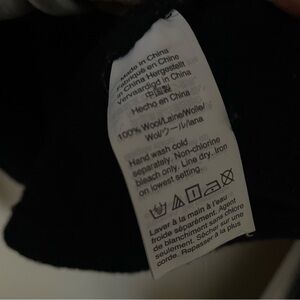 Made in China
Fabriqué en Chine
in China Hergestellt
vervaardigd in China
中国製
Hecho en China
100% Wool/Laine/Wolle/
Wol/ウール/lana
Hand wash cold
separately. Non-chlorine
bleach only. Line dry. Iron
on lowest setting.
Laver à la main à l'eau
froide séparément. Agent
de blanchiment sans chlore
seulement. Sécher sur une
corde. Repasser à la plus